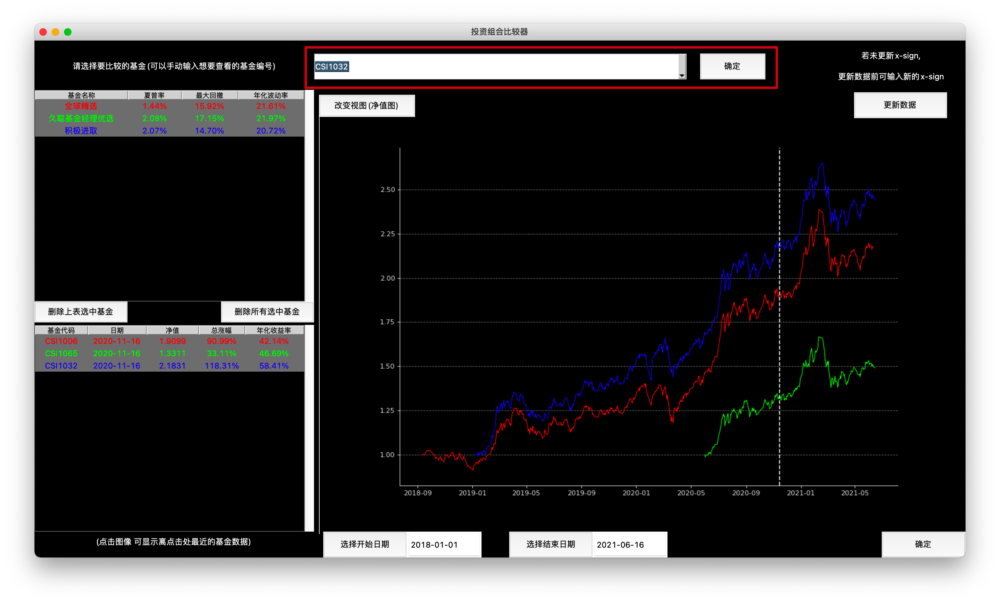 投资组合比较器
请选择要比较的基金(可以手动输入想要查看的基金编号)
CSI1032
确定
若未更新x-sign,
更新数据前可输入新的x-sign
更新数据
改变视图(净值图)
基金名称 夏普率 最大回撤 年化波动率
全球精选 1.44% 15.92% 21.61%
久聪基金经理优选 2.08% 17.15% 21.97%
积极进取 2.07% 14.70% 20.72%
删除上表选中基金
删除所有选中基金
基金代码 日期 净值 总涨幅 年化收益率
CSI1006 2020-11-16 1.9099 90.99% 42.14%
CSI1065 2020-11-16 1.3311 33.11% 46.69%
CSI1032 2020-11-16 2.1831 118.31% 58.41%
(点击图像 可显示离点击处最近的基金数据)
2.50
2.25
2.00
1.75
1.50
1.25
1.00
2018-09 2019-01 2019-05 2019-09 2020-01 2020-05 2020-09 2021-01 2021-05
选择开始日期 2018-01-01
选择结束日期 2021-06-16
确定